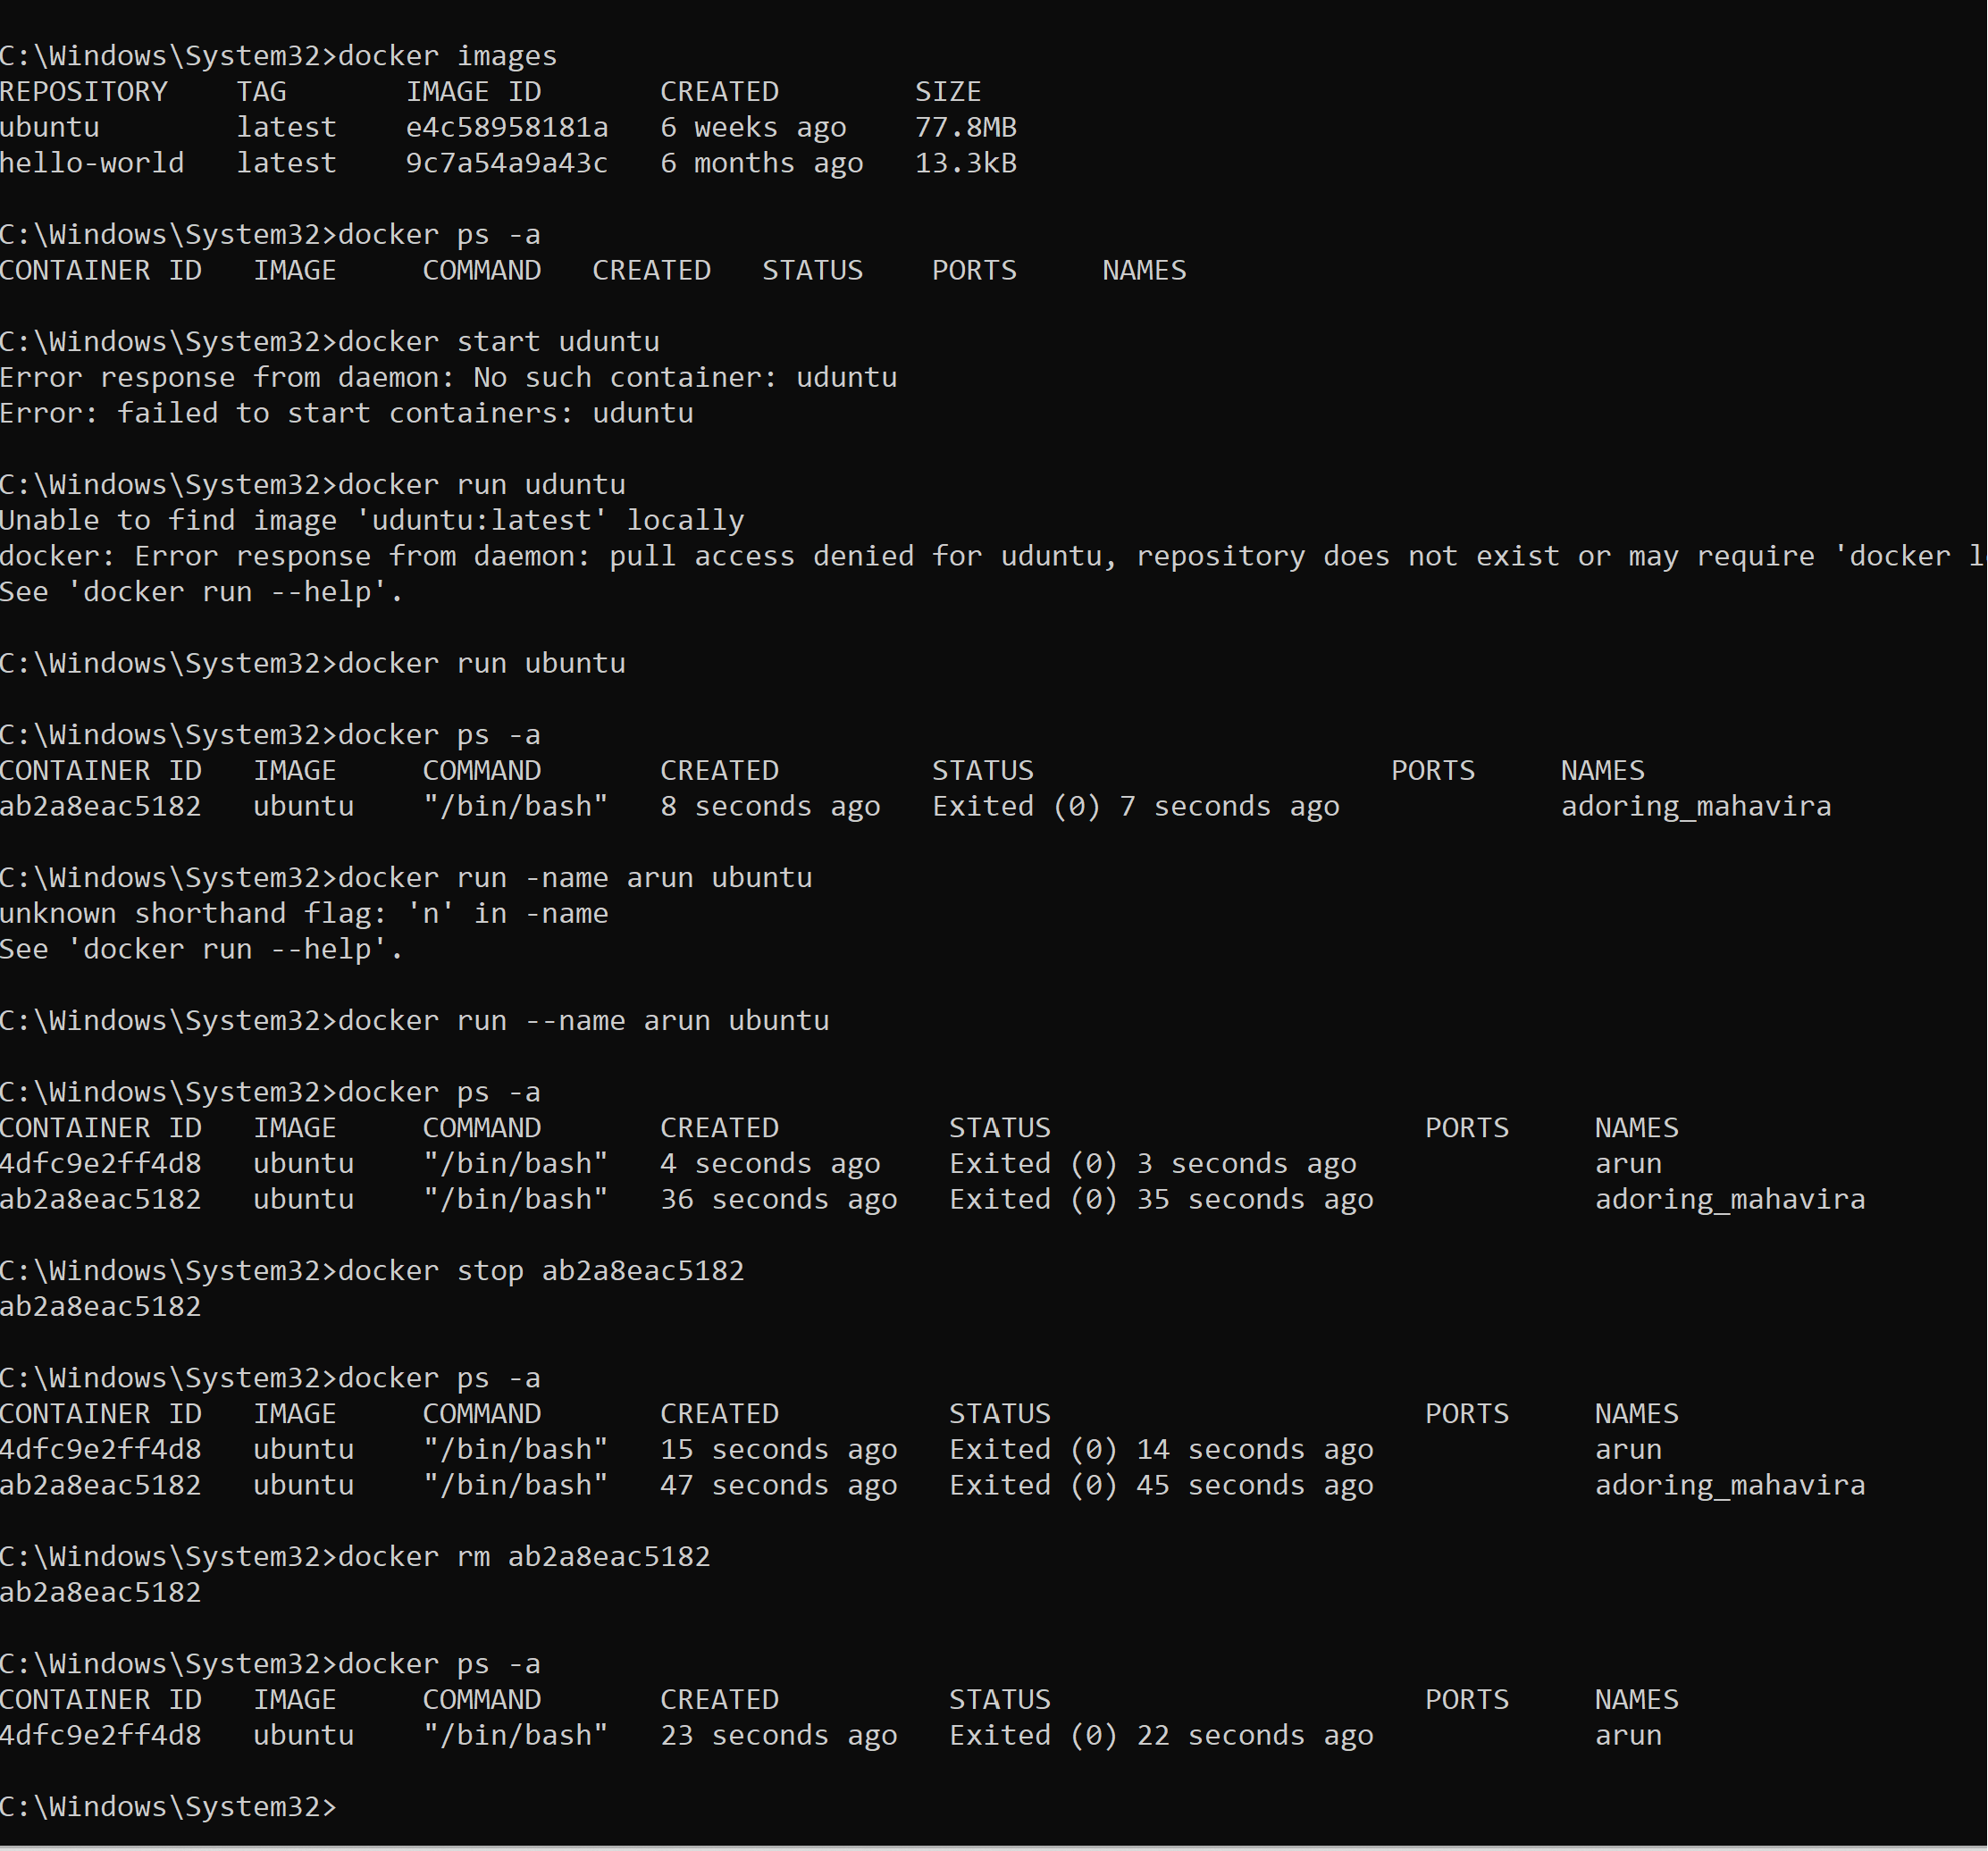 C:\Windows\System32>docker images
REPOSITORY    TAG       IMAGE ID       CREATED        SIZE
ubuntu        latest    e4c58958181a   6 weeks ago    77.8MB
hello-world   latest    9c7a54a9a43c   6 months ago   13.3kB
C:\Windows\System32>docker ps -a
CONTAINER ID   IMAGE     COMMAND   CREATED   STATUS    PORTS     NAMES
C:\Windows\System32>docker start uduntu
Error response from daemon: No such container: uduntu
Error: failed to start containers: uduntu
C:\Windows\System32>docker run uduntu
Unable to find image 'uduntu:latest' locally
docker: Error response from daemon: pull access denied for uduntu, repository does not exist or may require 'docker l
See 'docker run --help'.
C:\Windows\System32>docker run ubuntu
C:\Windows\System32>docker ps -a
CONTAINER ID   IMAGE     COMMAND       CREATED         STATUS                     PORTS     NAMES
ab2a8eac5182   ubuntu    "/bin/bash"   8 seconds ago   Exited (0) 7 seconds ago             adoring_mahavira
C:\Windows\System32>docker run -name arun ubuntu
unknown shorthand flag: 'n' in -name
See 'docker run --help'.
C:\Windows\System32>docker run --name arun ubuntu
C:\Windows\System32>docker ps -a
CONTAINER ID   IMAGE     COMMAND       CREATED          STATUS                      PORTS     NAMES
4dfc9e2ff4d8   ubuntu    "/bin/bash"   4 seconds ago    Exited (0) 3 seconds ago              arun
ab2a8eac5182   ubuntu    "/bin/bash"   36 seconds ago   Exited (0) 35 seconds ago             adoring_mahavira
C:\Windows\System32>docker stop ab2a8eac5182
ab2a8eac5182
C:\Windows\System32>docker ps -a
CONTAINER ID   IMAGE     COMMAND       CREATED          STATUS                      PORTS     NAMES
4dfc9e2ff4d8   ubuntu    "/bin/bash"   15 seconds ago   Exited (0) 14 seconds ago             arun
ab2a8eac5182   ubuntu    "/bin/bash"   47 seconds ago   Exited (0) 45 seconds ago             adoring_mahavira
C:\Windows\System32>docker rm ab2a8eac5182
ab2a8eac5182
C:\Windows\System32>docker ps -a
CONTAINER ID   IMAGE     COMMAND       CREATED          STATUS                      PORTS     NAMES
4dfc9e2ff4d8   ubuntu    "/bin/bash"   23 seconds ago   Exited (0) 22 seconds ago             arun
C:\Windows\System32>